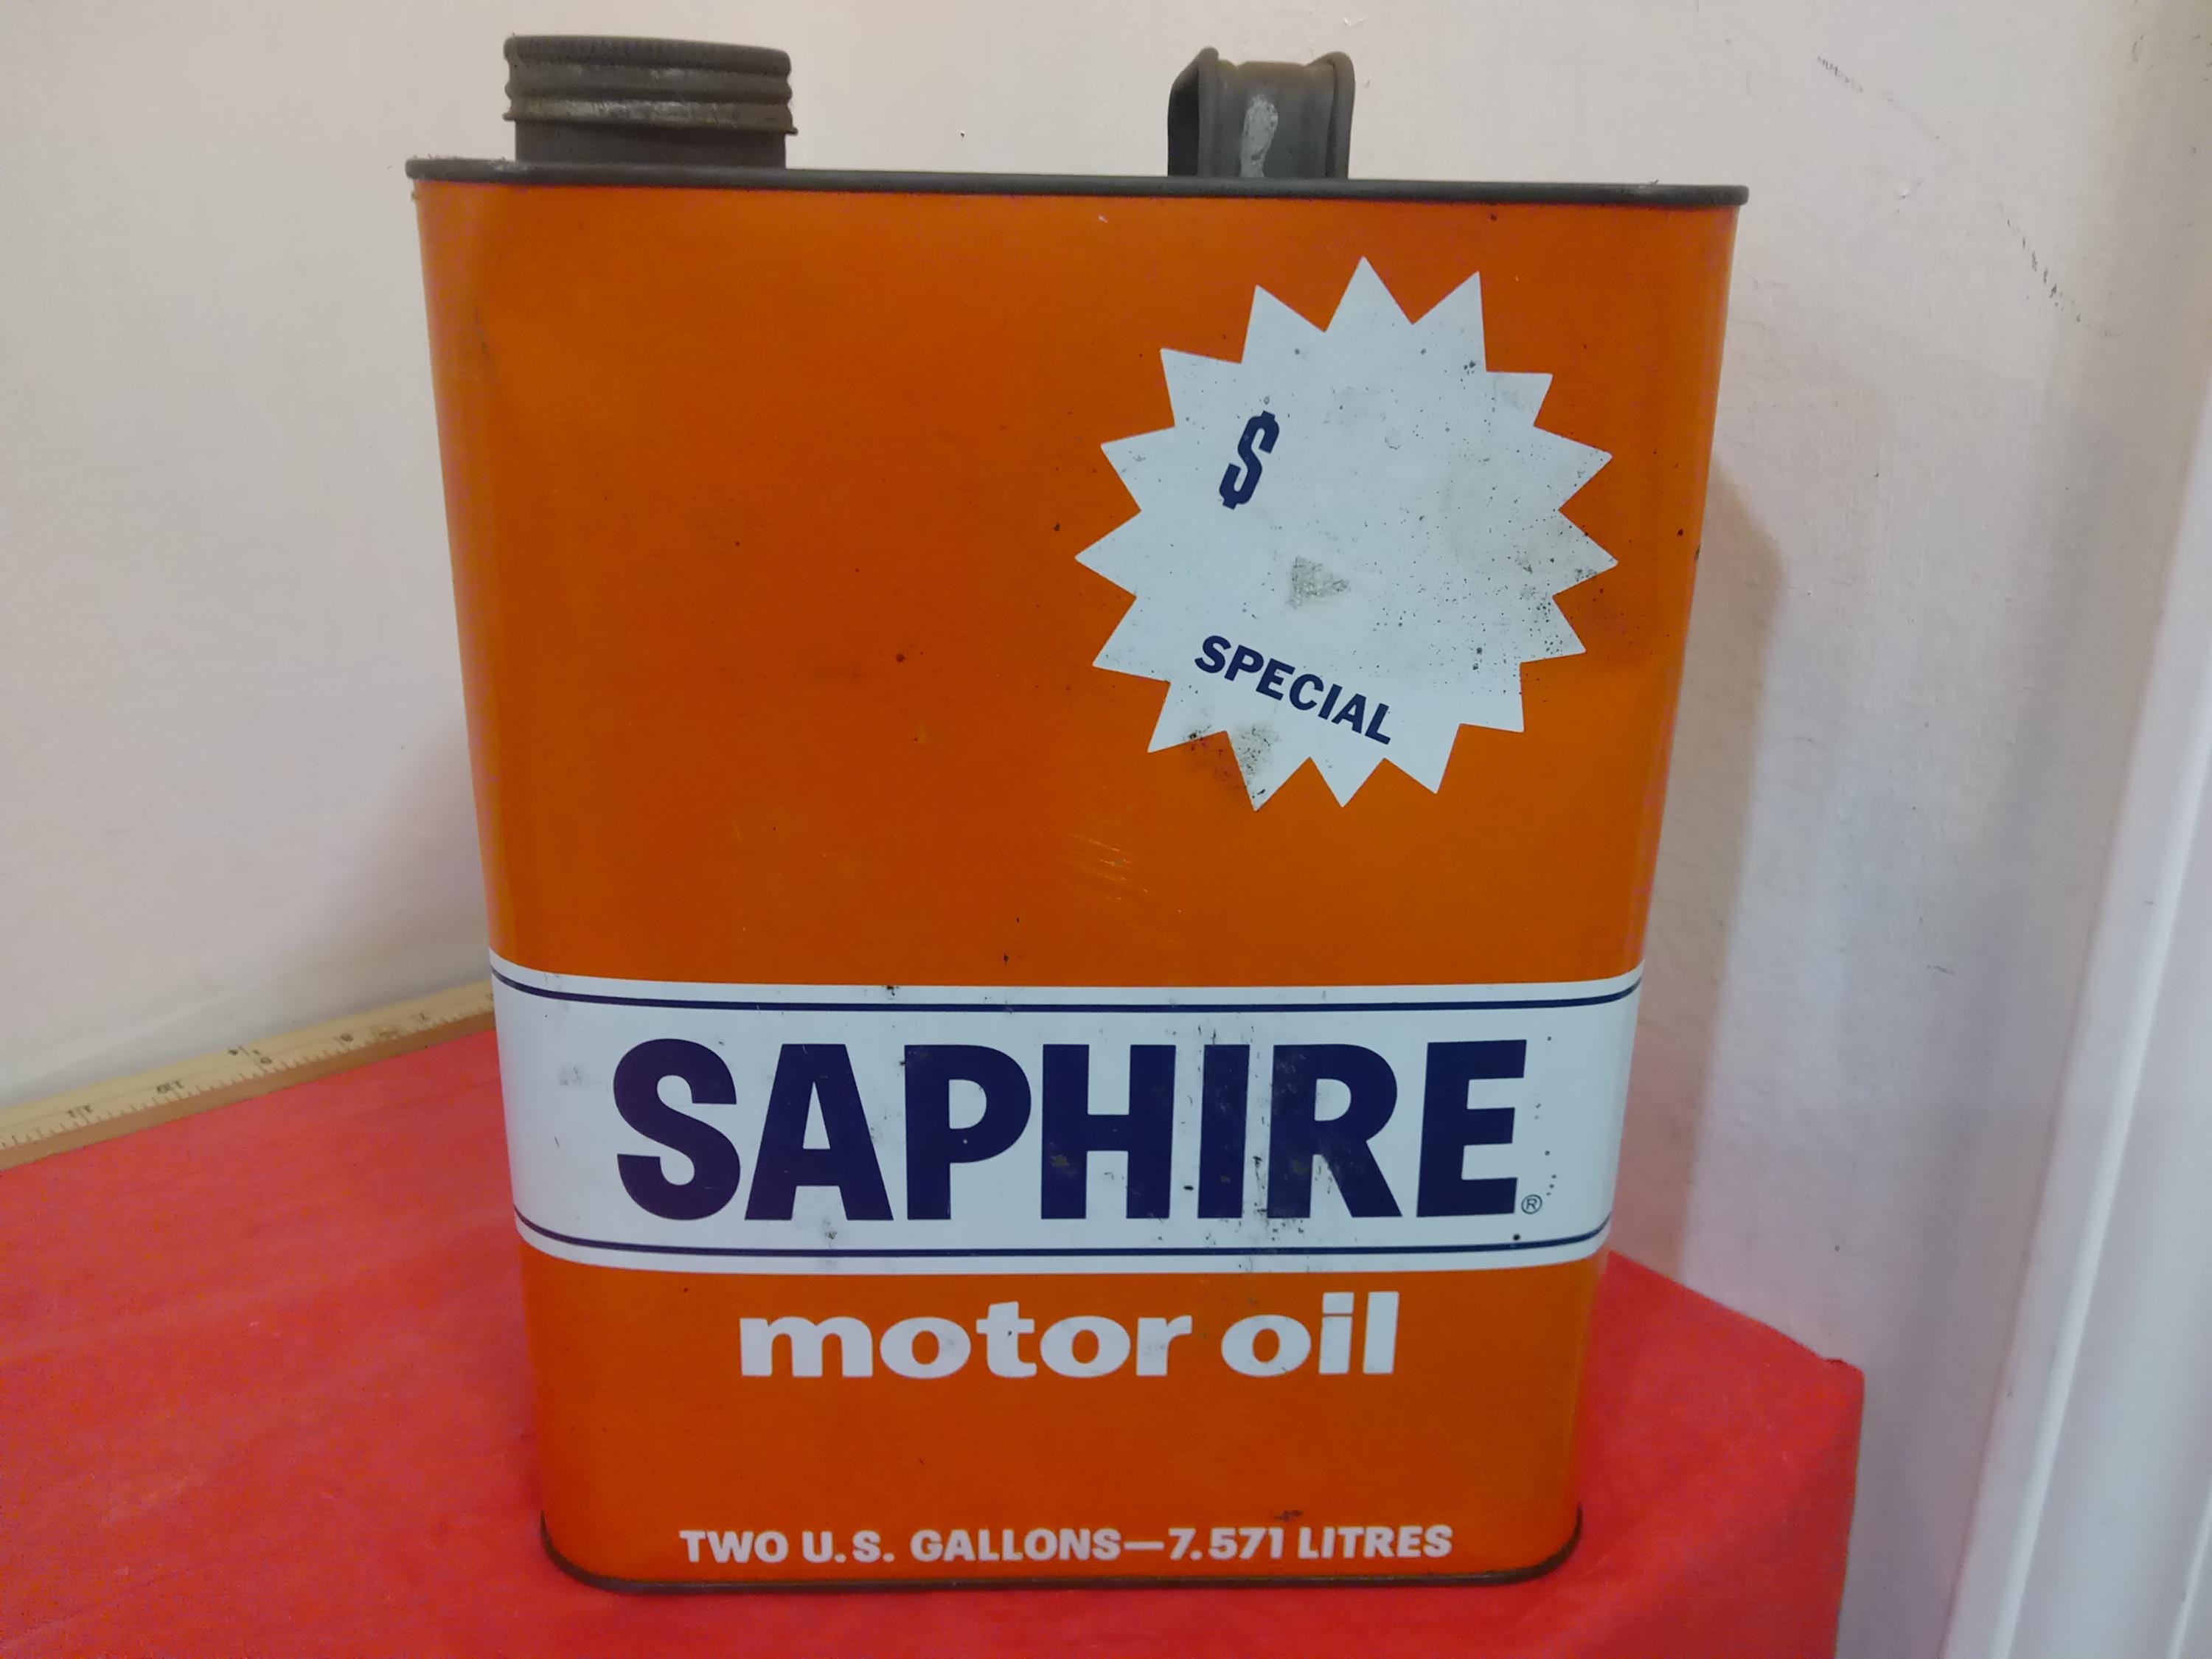 $
SPECIAL
SAPHIRE®
motor oil
TWO U.S. GALLONS—7.571 LITRES